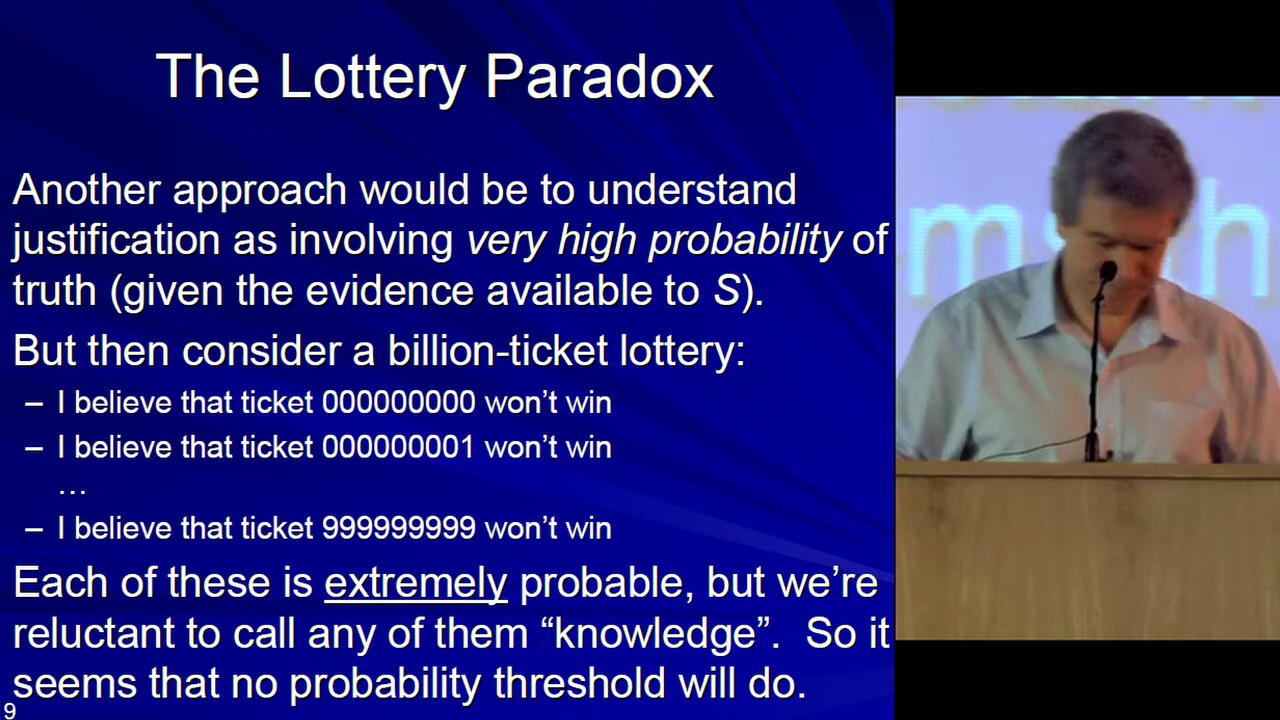 The Lottery Paradox
Another approach would be to understand
justification as involving very high probability of
truth (given the evidence available to S).
But then consider a billion-ticket lottery:
– I believe that ticket 000000000 won’t win
– I believe that ticket 000000001 won’t win
…
– I believe that ticket 999999999 won’t win
Each of these is extremely probable, but we’re
reluctant to call any of them “knowledge”. So it
seems that no probability threshold will do.
9